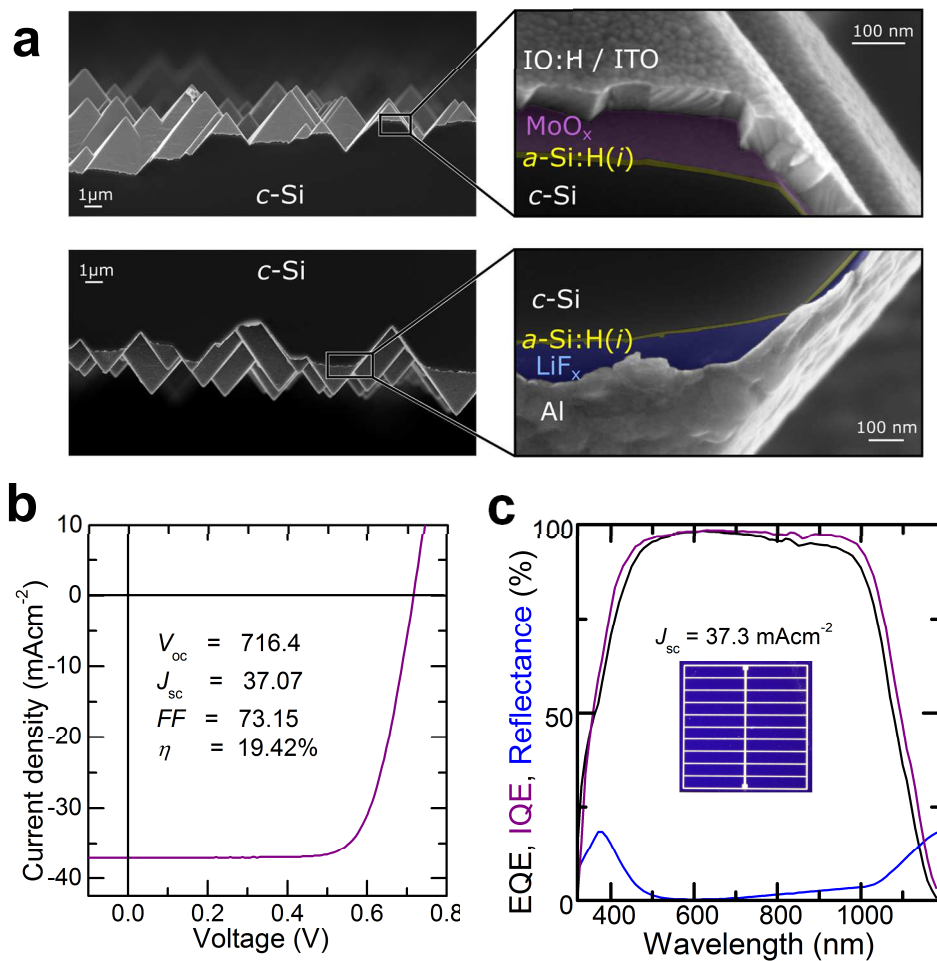 a
c-Si
1μm
IO:H / ITO
100 nm
MoOₓ
a-Si:H(i)
c-Si
1μm
c-Si
c-Si
a-Si:H(i)
LiFₓ
Al
100 nm
b
Current density (mAcm⁻²)
10
0
-10
-20
-30
-40
V_oc = 716.4
J_sc = 37.07
FF = 73.15
η = 19.42%
0.0 0.2 0.4 0.6 0.8
Voltage (V)
c
EQE, IQE, Reflectance (%)
100
50
0
J_sc = 37.3 mAcm⁻²
400 600 800 1000
Wavelength (nm)